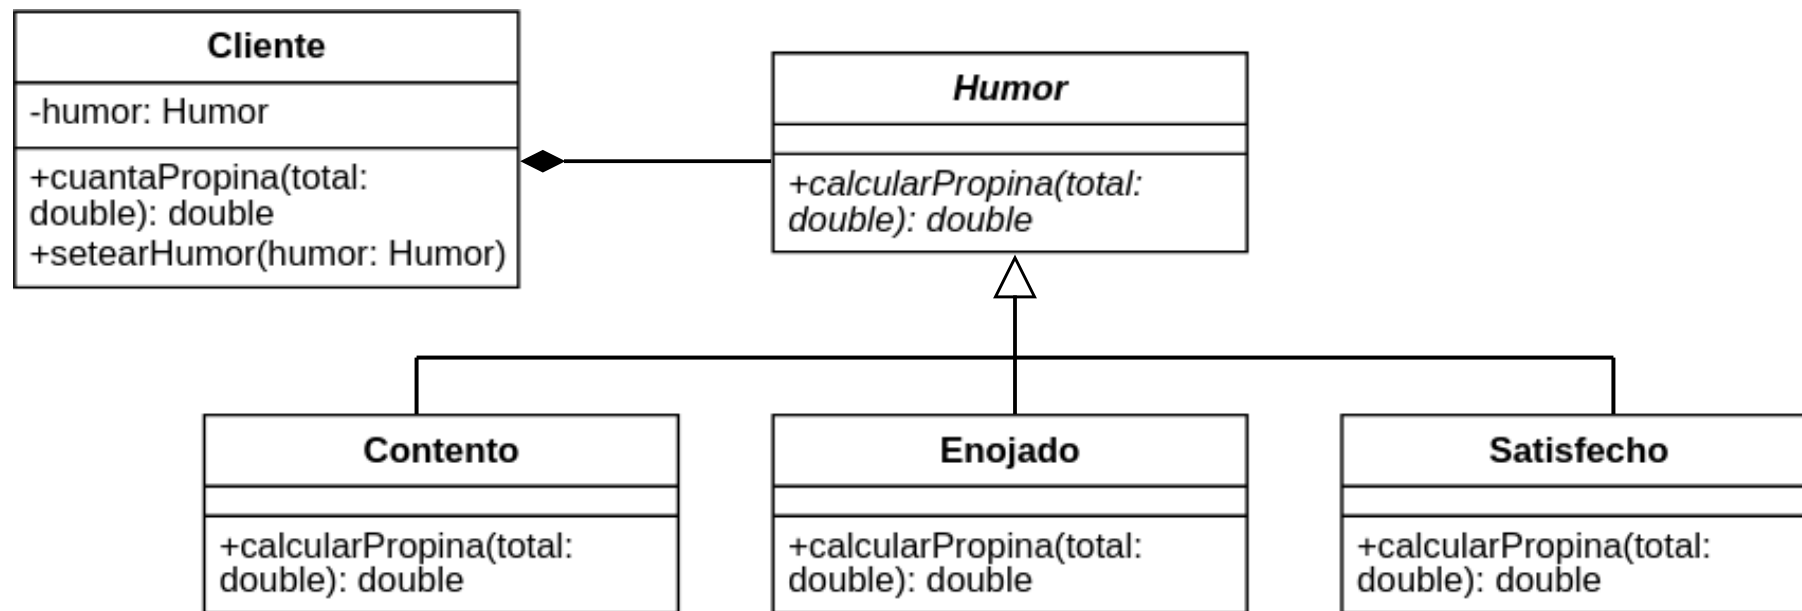 Cliente
-humor: Humor
+cuantaPropina(total:
double): double
+setearHumor(humor: Humor)
Humor
+calcularPropina(total:
double): double
Contento
+calcularPropina(total:
double): double
Enojado
+calcularPropina(total:
double): double
Satisfecho
+calcularPropina(total:
double): double